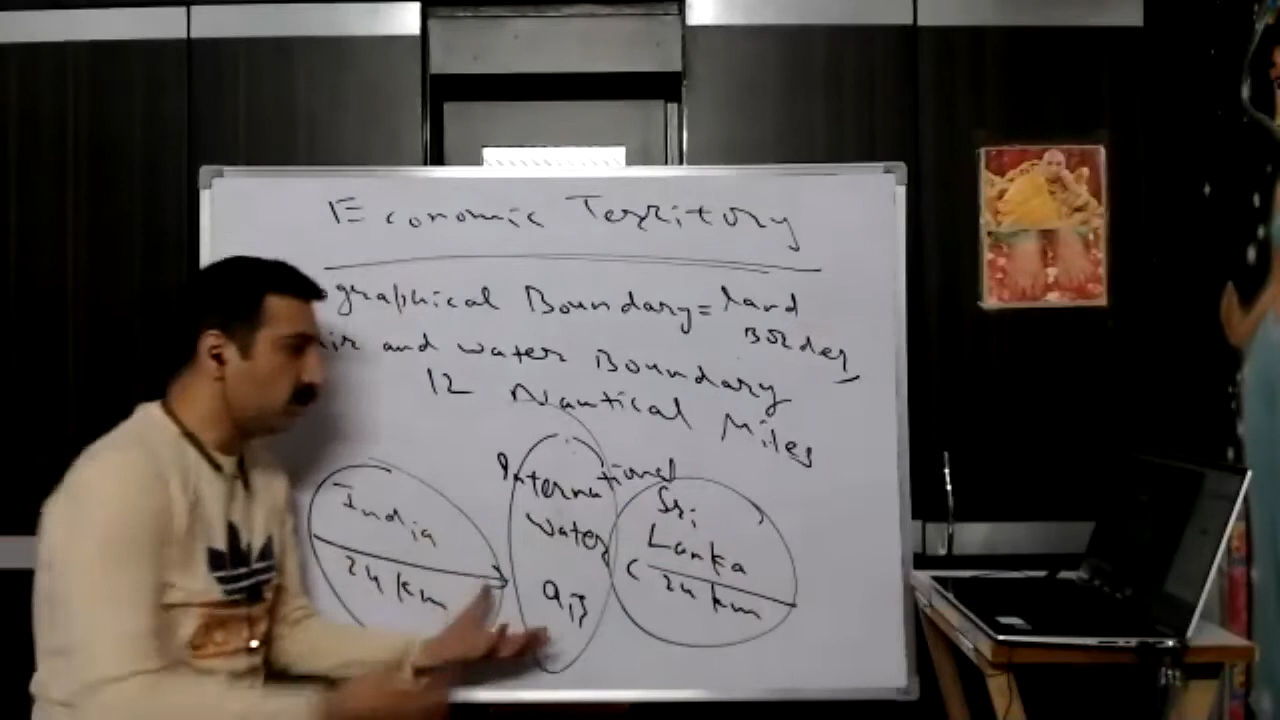 Economic Territory
graphical Boundary = land
Border
air and water Boundary
12 Nautical Miles
International
water
India
24 km
Sri
Lanka
24 km